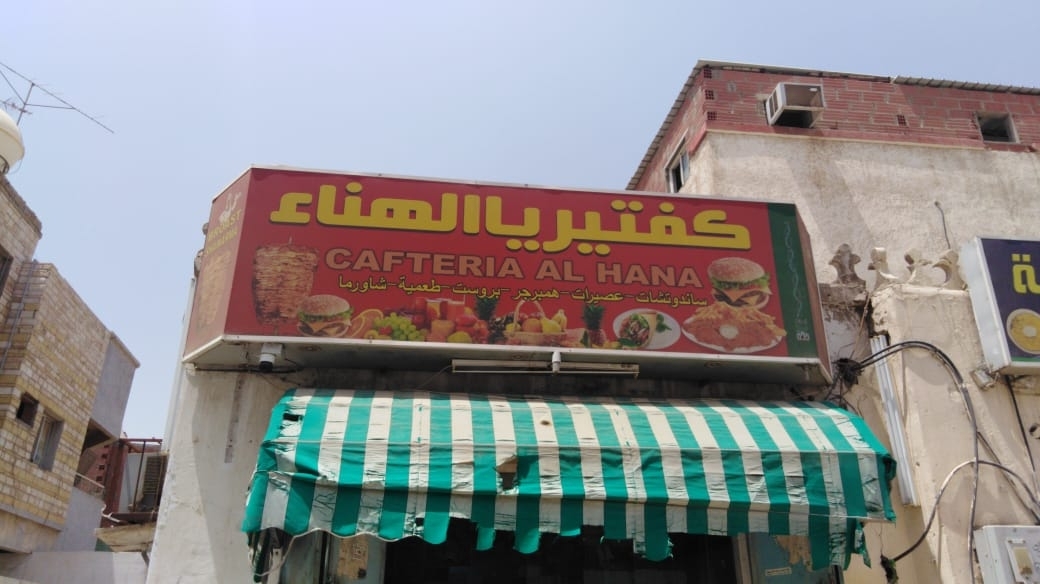 كفتيريا الهناء
CAFTERIA AL HANA
ساندوتشات - عصيرات - همبرجر - بروست - طعمية - شاورما